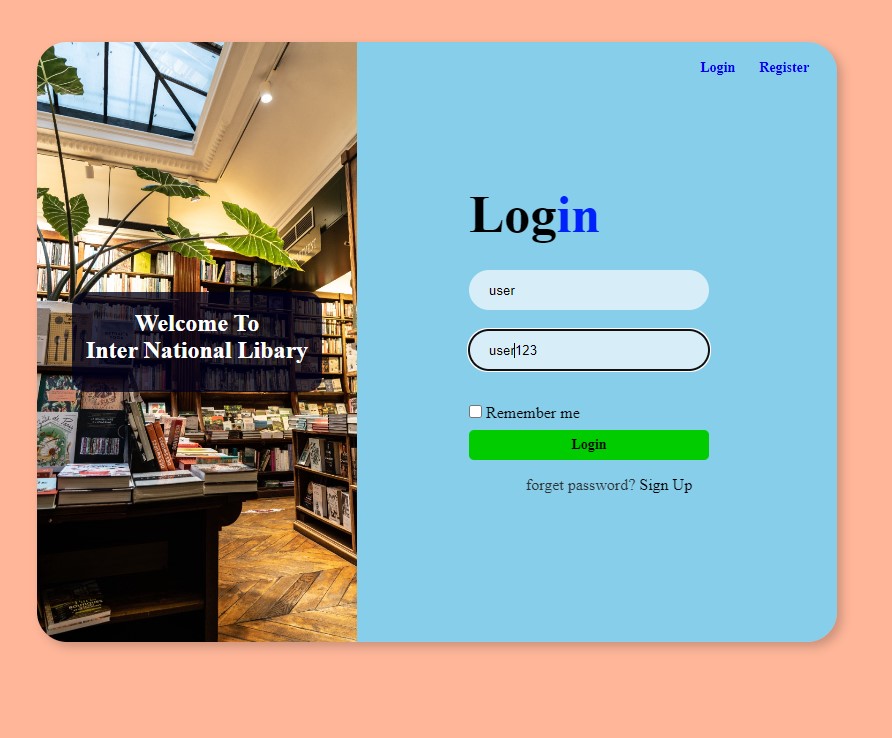 Login Register
Welcome To
Inter National Libary
Login
user
user123
Remember me
Login
forget password? Sign Up